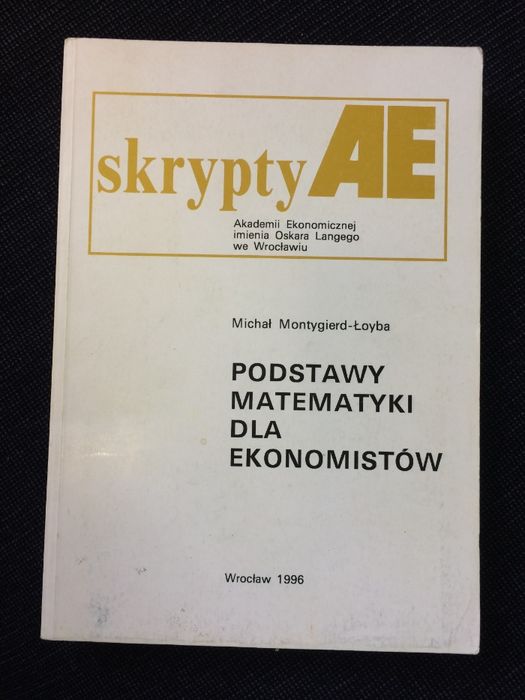 skrypty AE
Akademii Ekonomicznej
imienia Oskara Langego
we Wrocławiu
Michał Montygierd-Łoyba
PODSTAWY
MATEMATYKI
DLA
EKONOMISTÓW
Wrocław 1996